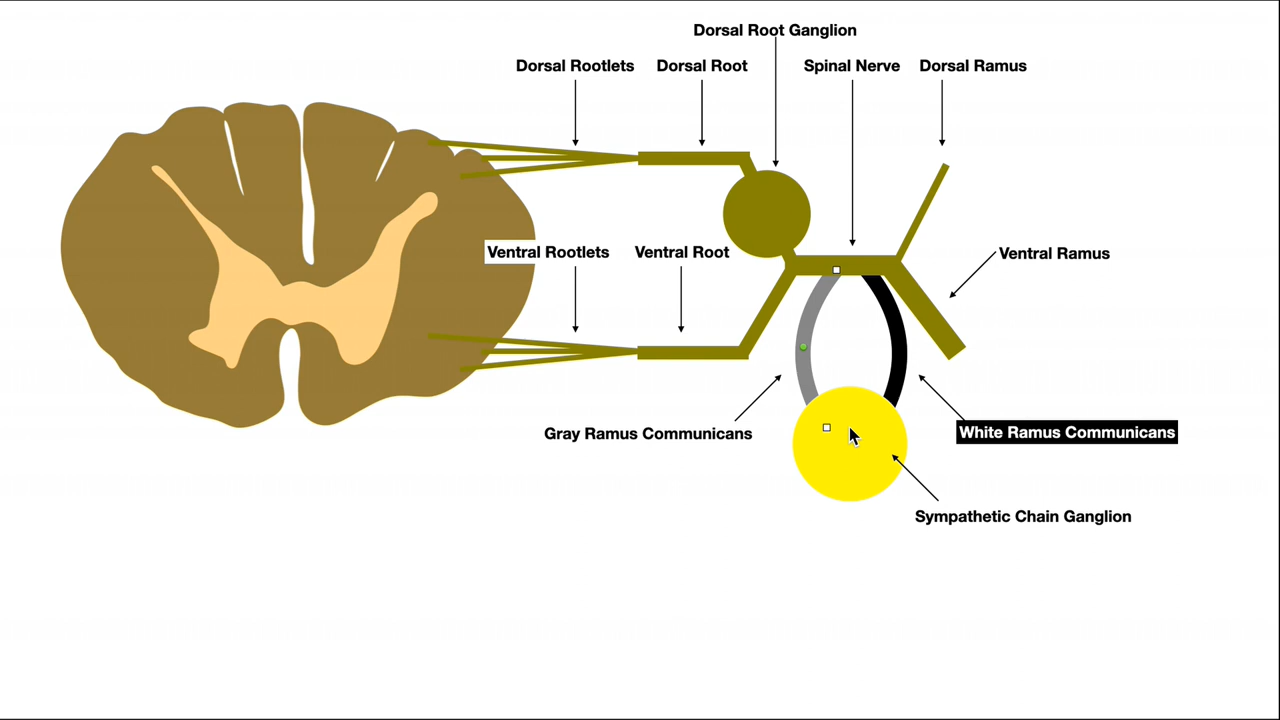 Dorsal Root Ganglion
Dorsal Rootlets
Dorsal Root
Spinal Nerve
Dorsal Ramus
Ventral Rootlets
Ventral Root
Ventral Ramus
Gray Ramus Communicans
White Ramus Communicans
Sympathetic Chain Ganglion